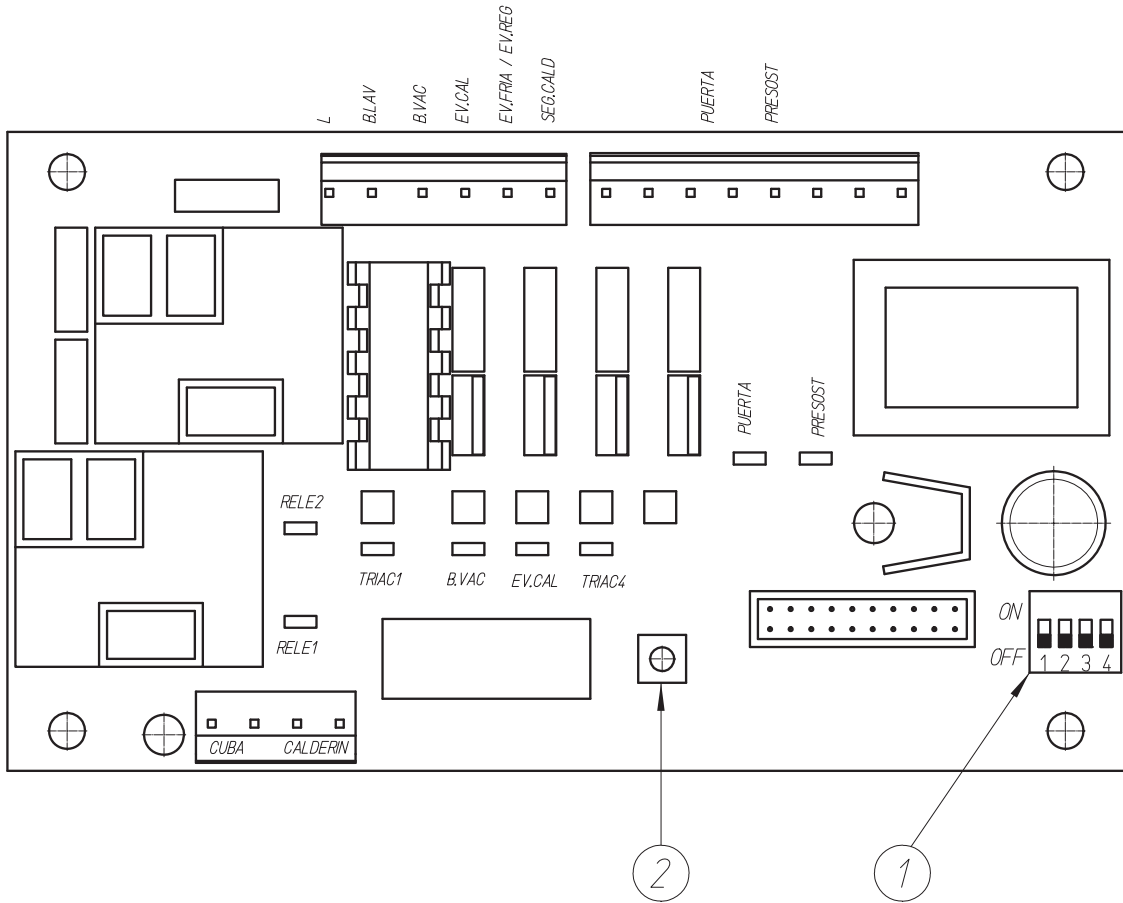 L
B.LAV
B.VAC
EV.CAL
EV.FRIA / EV.REG
SEG.CALD
PUERTA
PRESOST
PUERTA
PRESOST
RELE2
TRIAC1
B.VAC
EV.CAL
TRIAC4
RELE1
ON
OFF
1 2 3 4
CUBA
CALDERIN
2
1